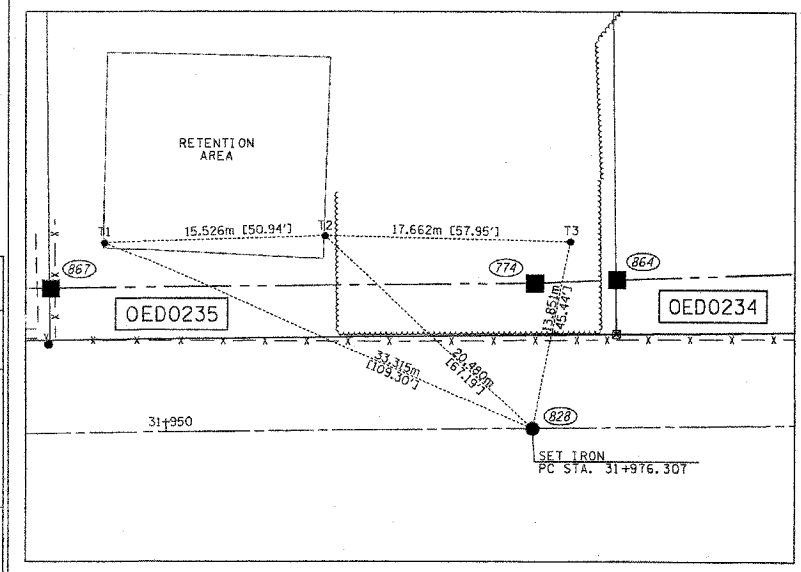 RETENTION
AREA
T1
15.526m [50.94']
T2
17.662m [57.95']
T3
867
774
864
OED0235
OED0234
13.851m
[45.44']
33.315m
[109.30']
20.480m
[67.19']
31+950
828
SET IRON
PC STA. 31+976.307